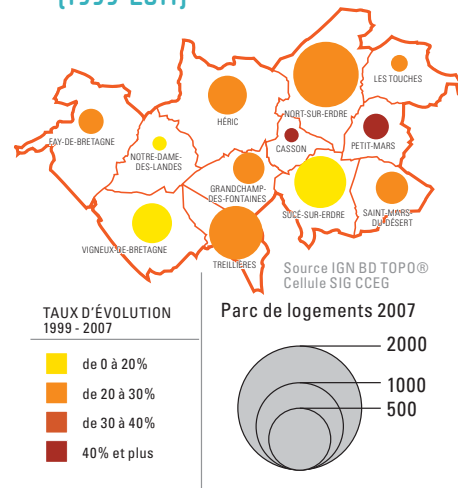 (1999-2011)
NORT-SUR-ERDRE
LES TOUCHES
HÉRIC
FAY-DE-BRETAGNE
NOTRE-DAME-
DES-LANDES
CASSON
PETIT-MARS
GRANDCHAMP-
DES-FONTAINES
SUCÉ-SUR-ERDRE
SAINT-MARS
DU DÉSERT
VIGNEUX-DE-BRETAGNE
TREILLIÈRES
Source IGN BD TOPO®
Cellule SIG CCEG
TAUX D'ÉVOLUTION
1999 - 2007
de 0 à 20%
de 20 à 30%
de 30 à 40%
40% et plus
Parc de logements 2007
2000
1000
500